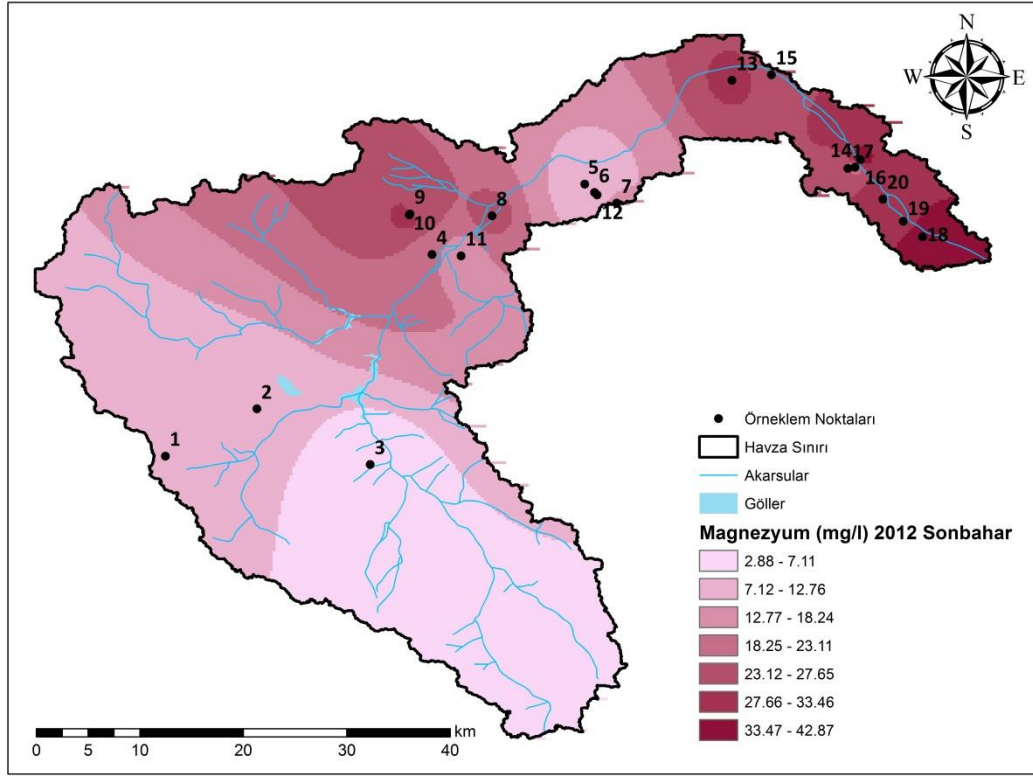 N
W E
S
13 15
14 17
16 20
19
18
5 6
7
12
8
9
10
4 11
2
1
3
Örneklem Noktaları
Havza Sınırı
Akarsular
Göller
Magnezyum (mg/l) 2012 Sonbahar
2.88 - 7.11
7.12 - 12.76
12.77 - 18.24
18.25 - 23.11
23.12 - 27.65
27.66 - 33.46
33.47 - 42.87
km
0 5 10 20 30 40